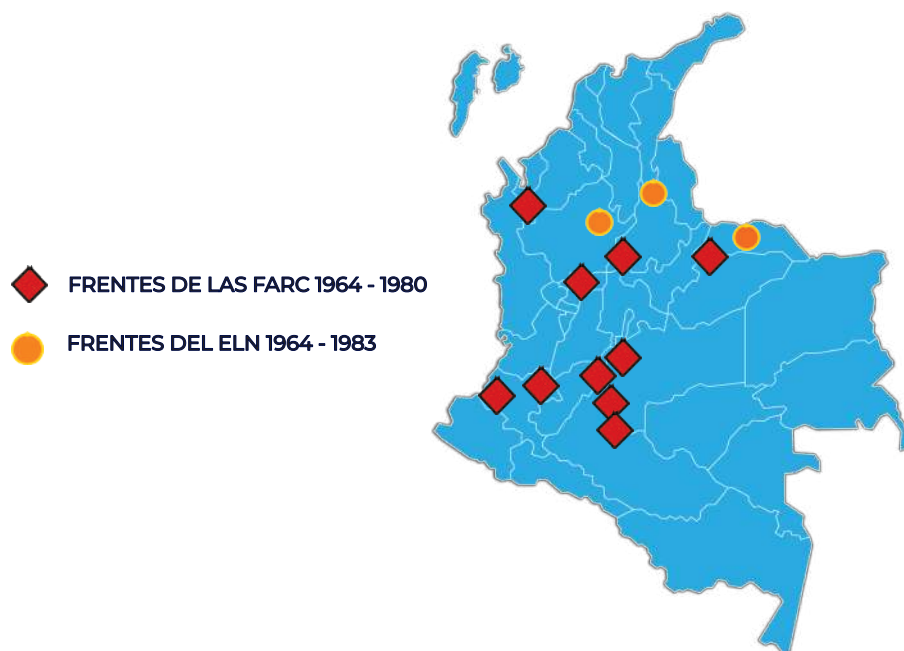 FRENTES DE LAS FARC 1964 - 1980
FRENTES DEL ELN 1964 - 1983